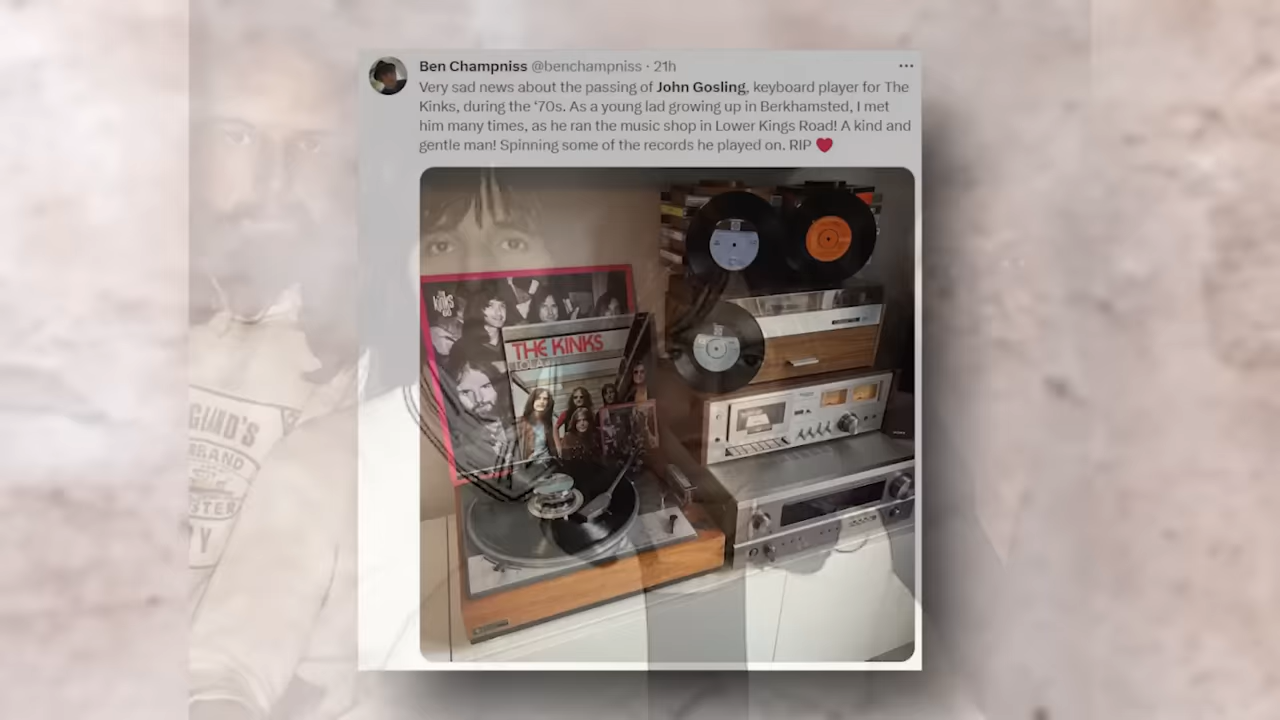 Ben Champniss @benchampniss · 21h
Very sad news about the passing of John Gosling, keyboard player for The
Kinks, during the ‘70s. As a young lad growing up in Berkhamsted, I met
him many times, as he ran the music shop in Lower Kings Road! A kind and
gentle man! Spinning some of the records he played on. RIP ❤️
THE KINKS
LOLA